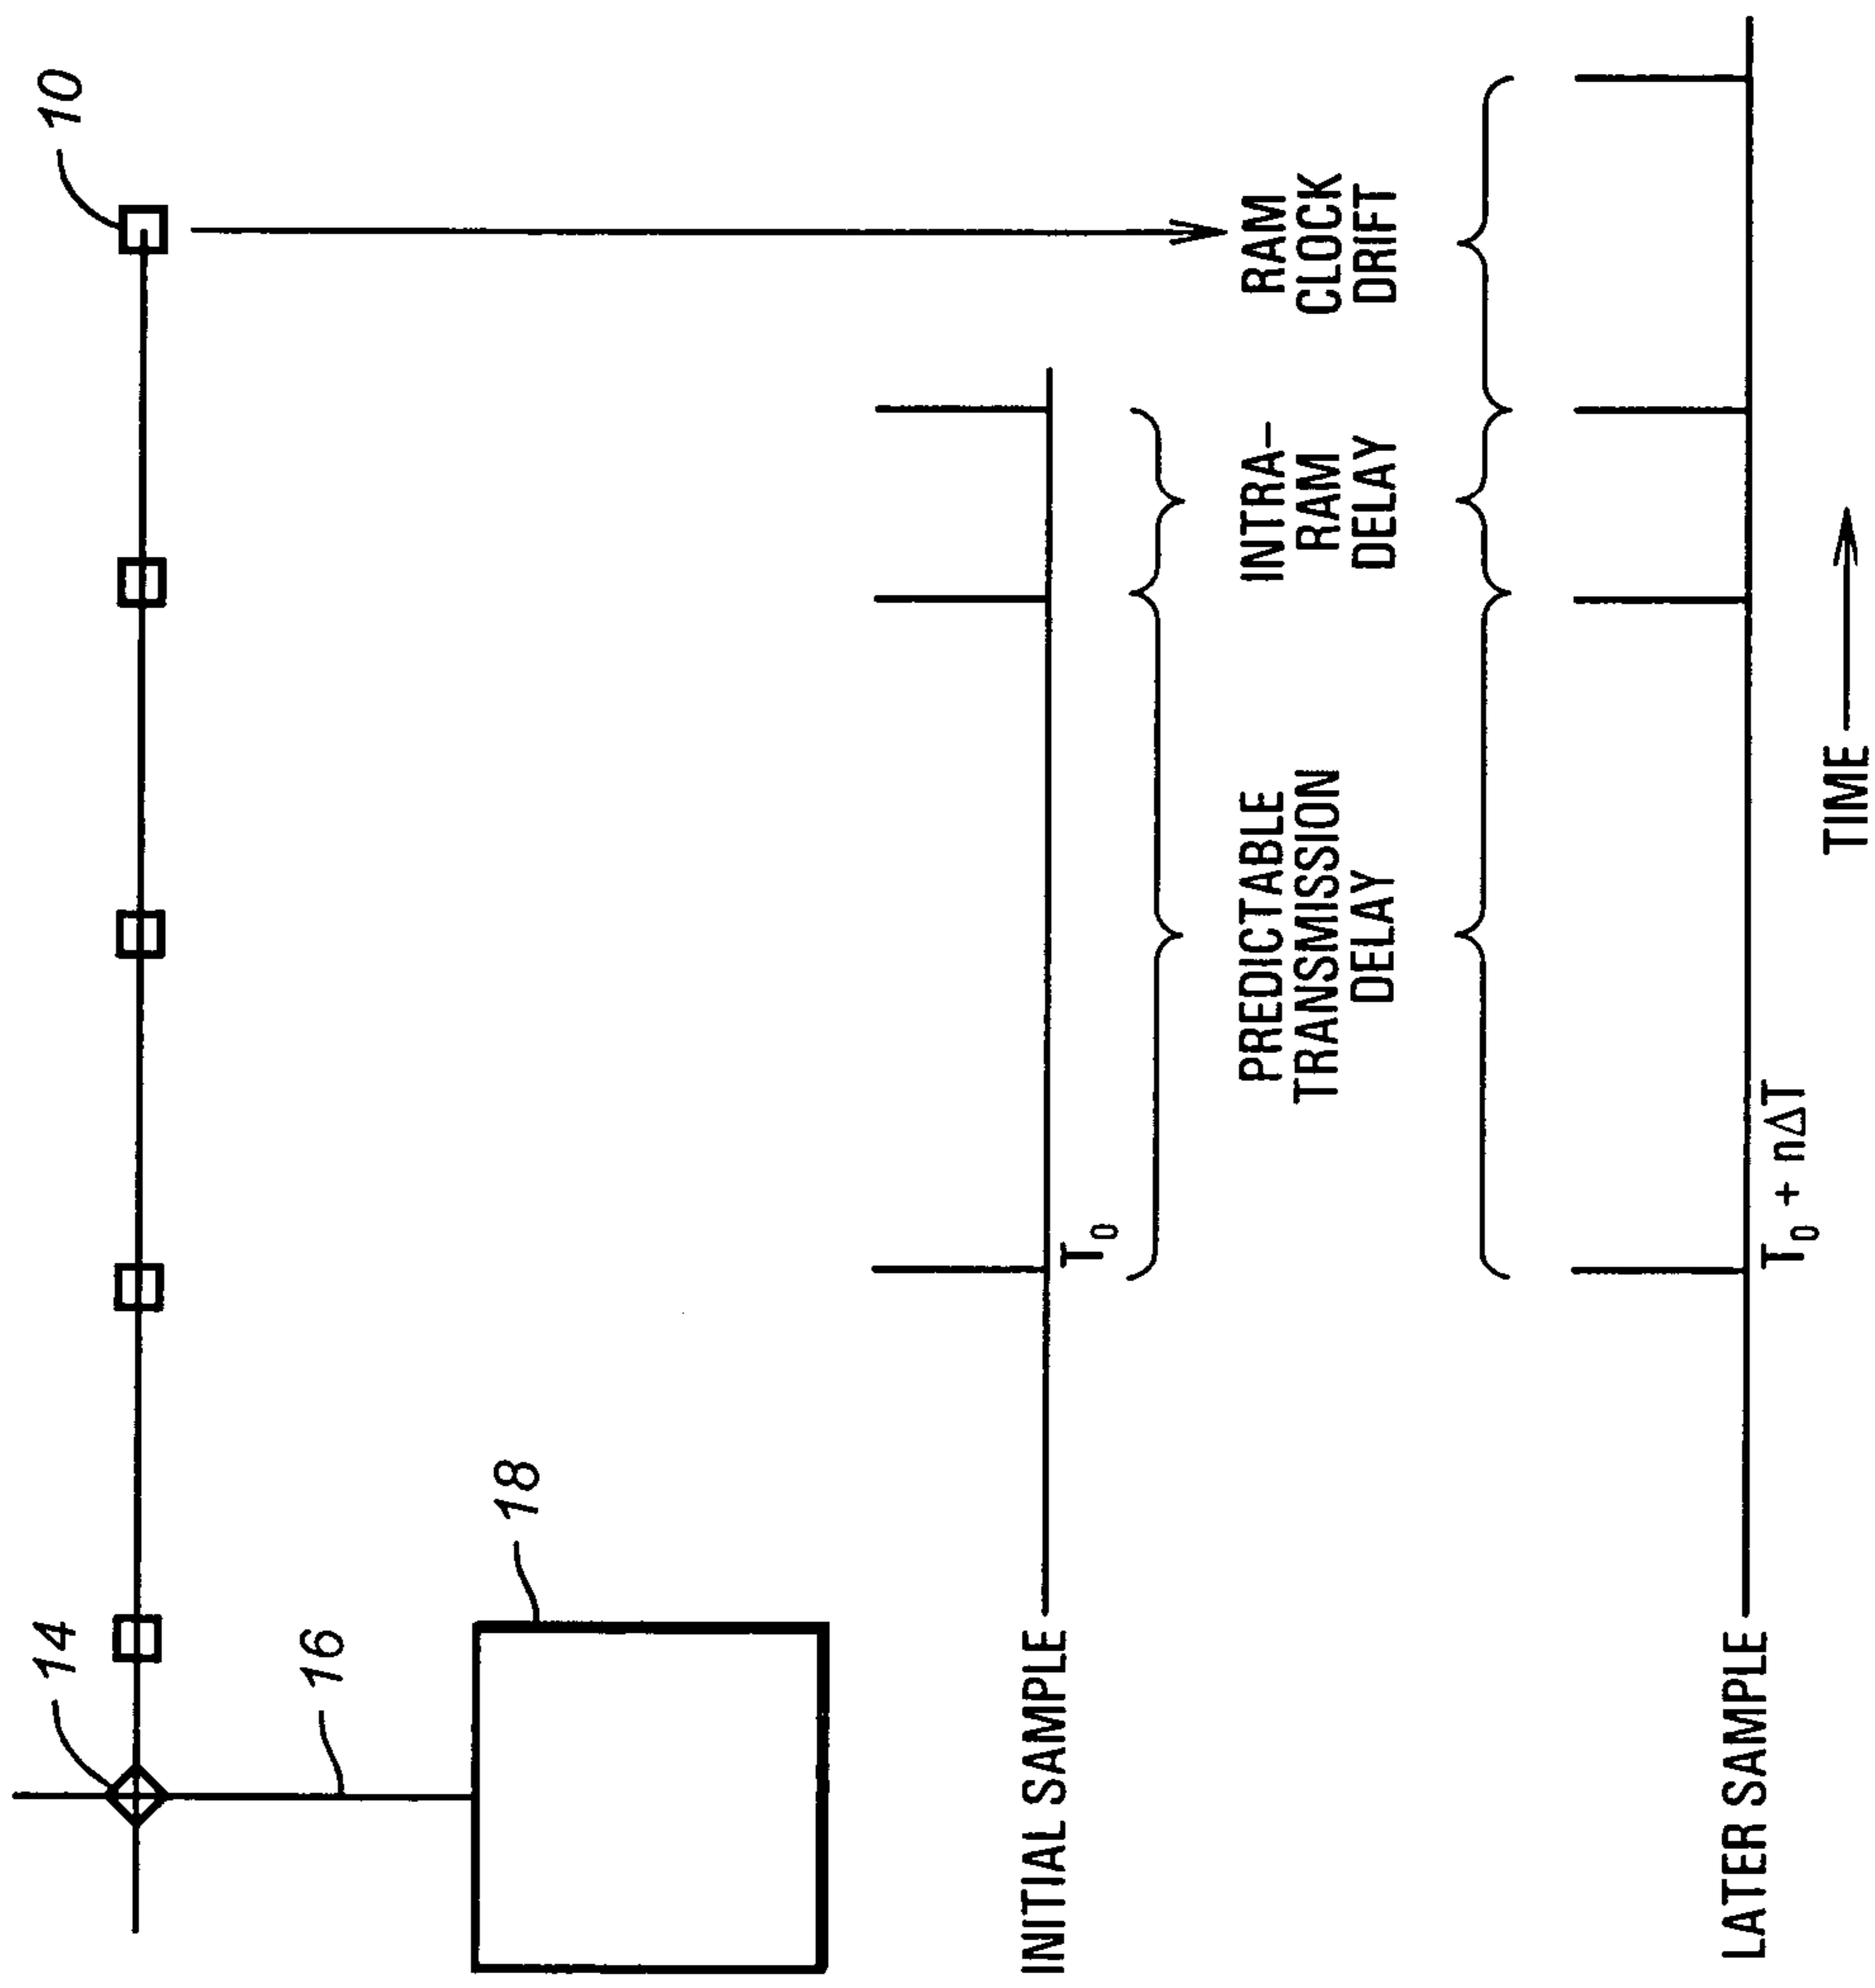 14
10
16
18
INITIAL SAMPLE
T₀
PREDICTABLE
TRANSMISSION
DELAY
INTRA–
RAM
DELAY
RAM
CLOCK
DRIFT
LATER SAMPLE
T₀ + nΔT
TIME